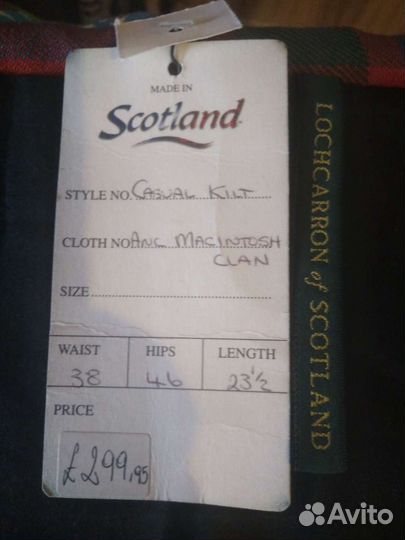 MADE IN
Scotland
STYLE NO. CASUAL KILT
CLOTH NO. ANC MACINTOSH
CLAN
SIZE
WAIST HIPS LENGTH
38 46 23½
PRICE
£299,95
LOCHCARRON of SCOTLAND
Avito